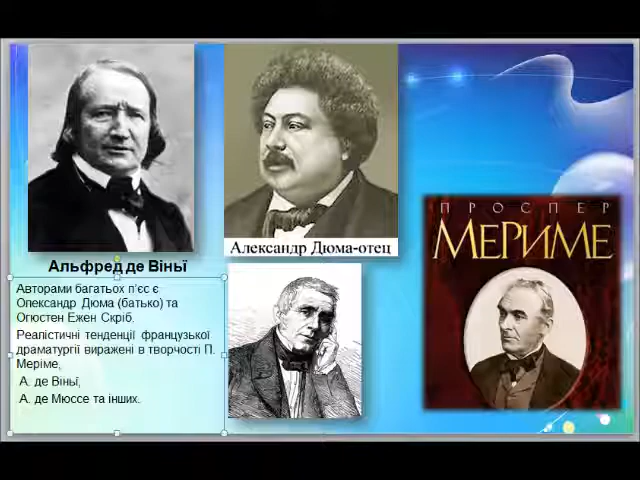 Александр Дюма-отец
ПРОСПЕР
МЕРИМЕ
Альфред де Віньї
Авторами багатьох п'єс є
Олександр Дюма (батько) та
Огюстен Ежен Скріб.
Реалістичні тенденції французької
драматургії виражені в творчості П.
Меріме,
А. де Віньї,
А. де Мюссе та інших.